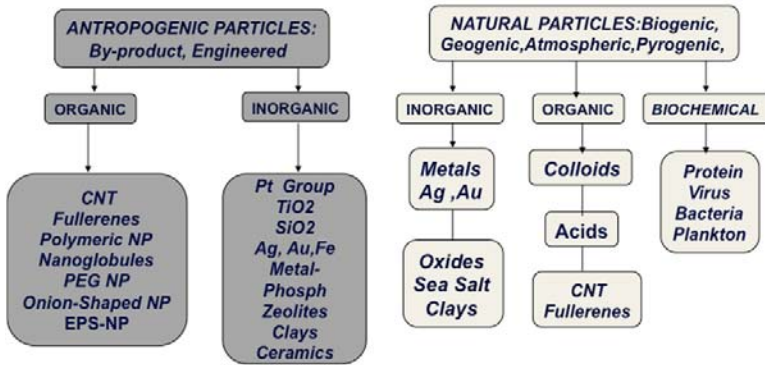 ANTROPOGENIC PARTICLES:
By-product, Engineered
ORGANIC
INORGANIC
CNT
Fullerenes
Polymeric NP
Nanoglobules
PEG NP
Onion-Shaped NP
EPS-NP
Pt Group
TiO2
SiO2
Ag, Au,Fe
Metal-
Phosph
Zeolites
Clays
Ceramics
NATURAL PARTICLES:Biogenic,
Geogenic,Atmospheric,Pyrogenic,
INORGANIC
ORGANIC
BIOCHEMICAL
Metals
Ag ,Au
Oxides
Sea Salt
Clays
Colloids
Acids
CNT
Fullerenes
Protein
Virus
Bacteria
Plankton